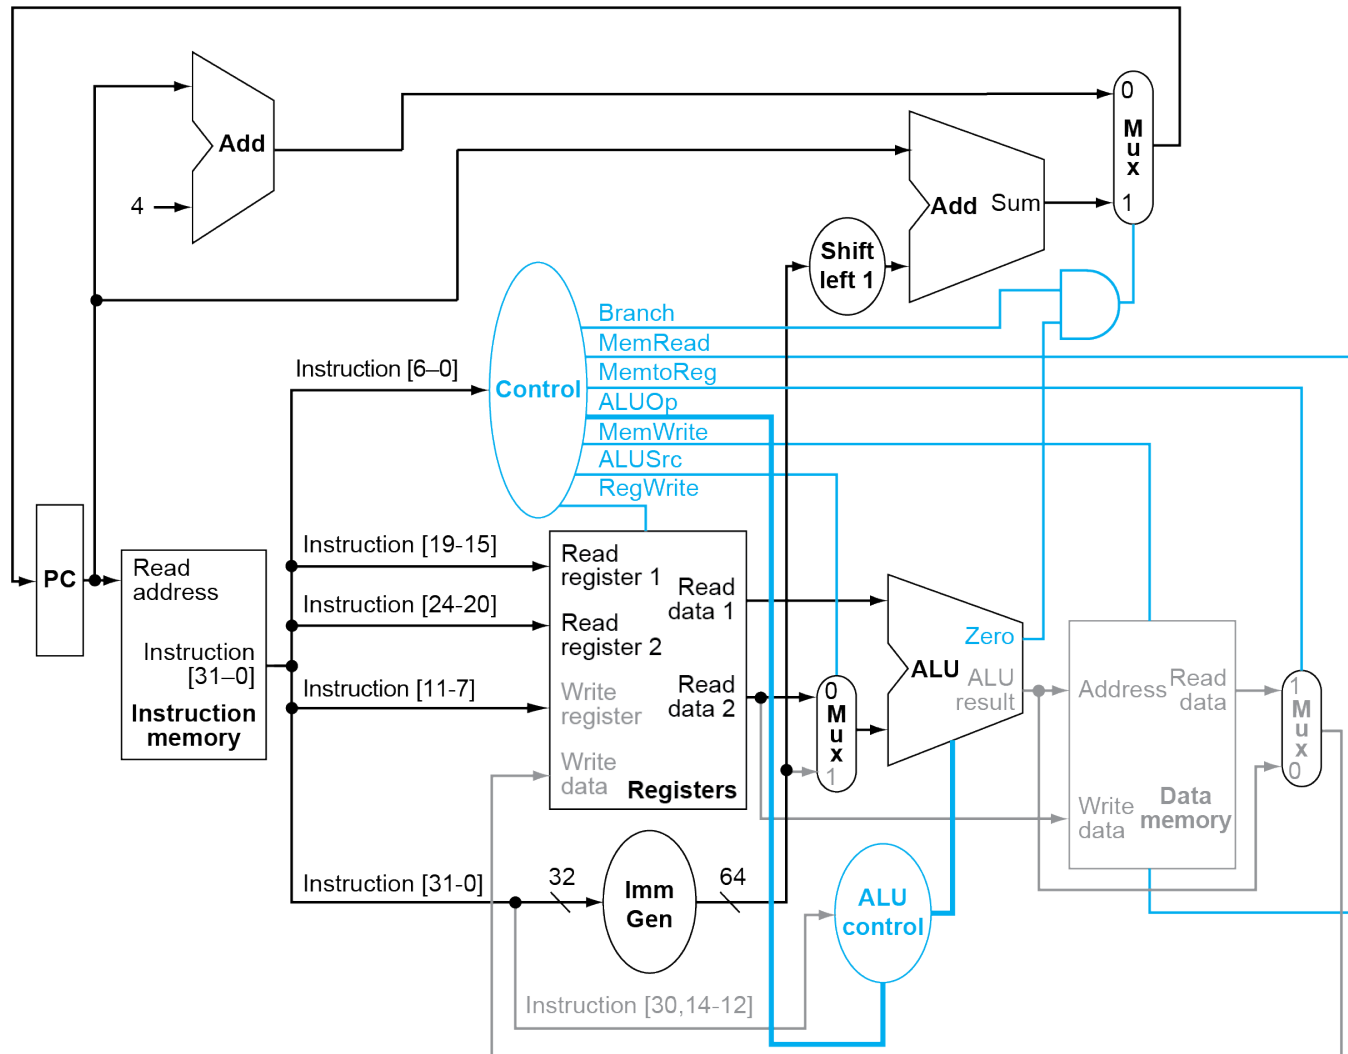 0
M
u
x
1
Add
4
Add Sum
Shift
left 1
Branch
MemRead
MemtoReg
ALUOp
MemWrite
ALUSrc
RegWrite
Instruction [6–0]
Control
PC
Read
address
Instruction
[31–0]
Instruction
memory
Instruction [19-15]
Instruction [24-20]
Instruction [11-7]
Instruction [31-0]
Read
register 1
Read
register 2
Write
register
Write
data
Read
data 1
Read
data 2
Registers
0
M
u
x
1
Zero
ALU
ALU
result
Address
Read
data
Write
data
Data
memory
1
M
u
x
0
32
Imm
Gen
64
ALU
control
Instruction [30,14-12]